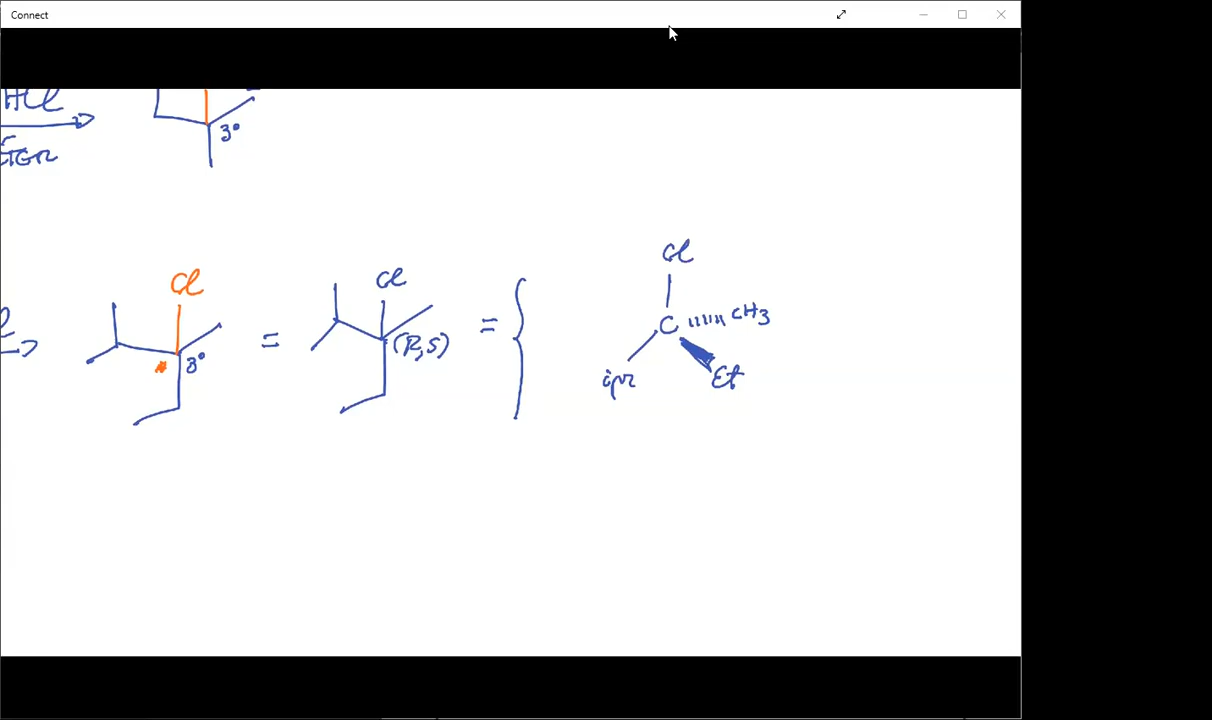 Connect
HCl
3°
Cl
Cl
Cl
3°
=
(R,S)
= {
C
CH3
ipr
Et